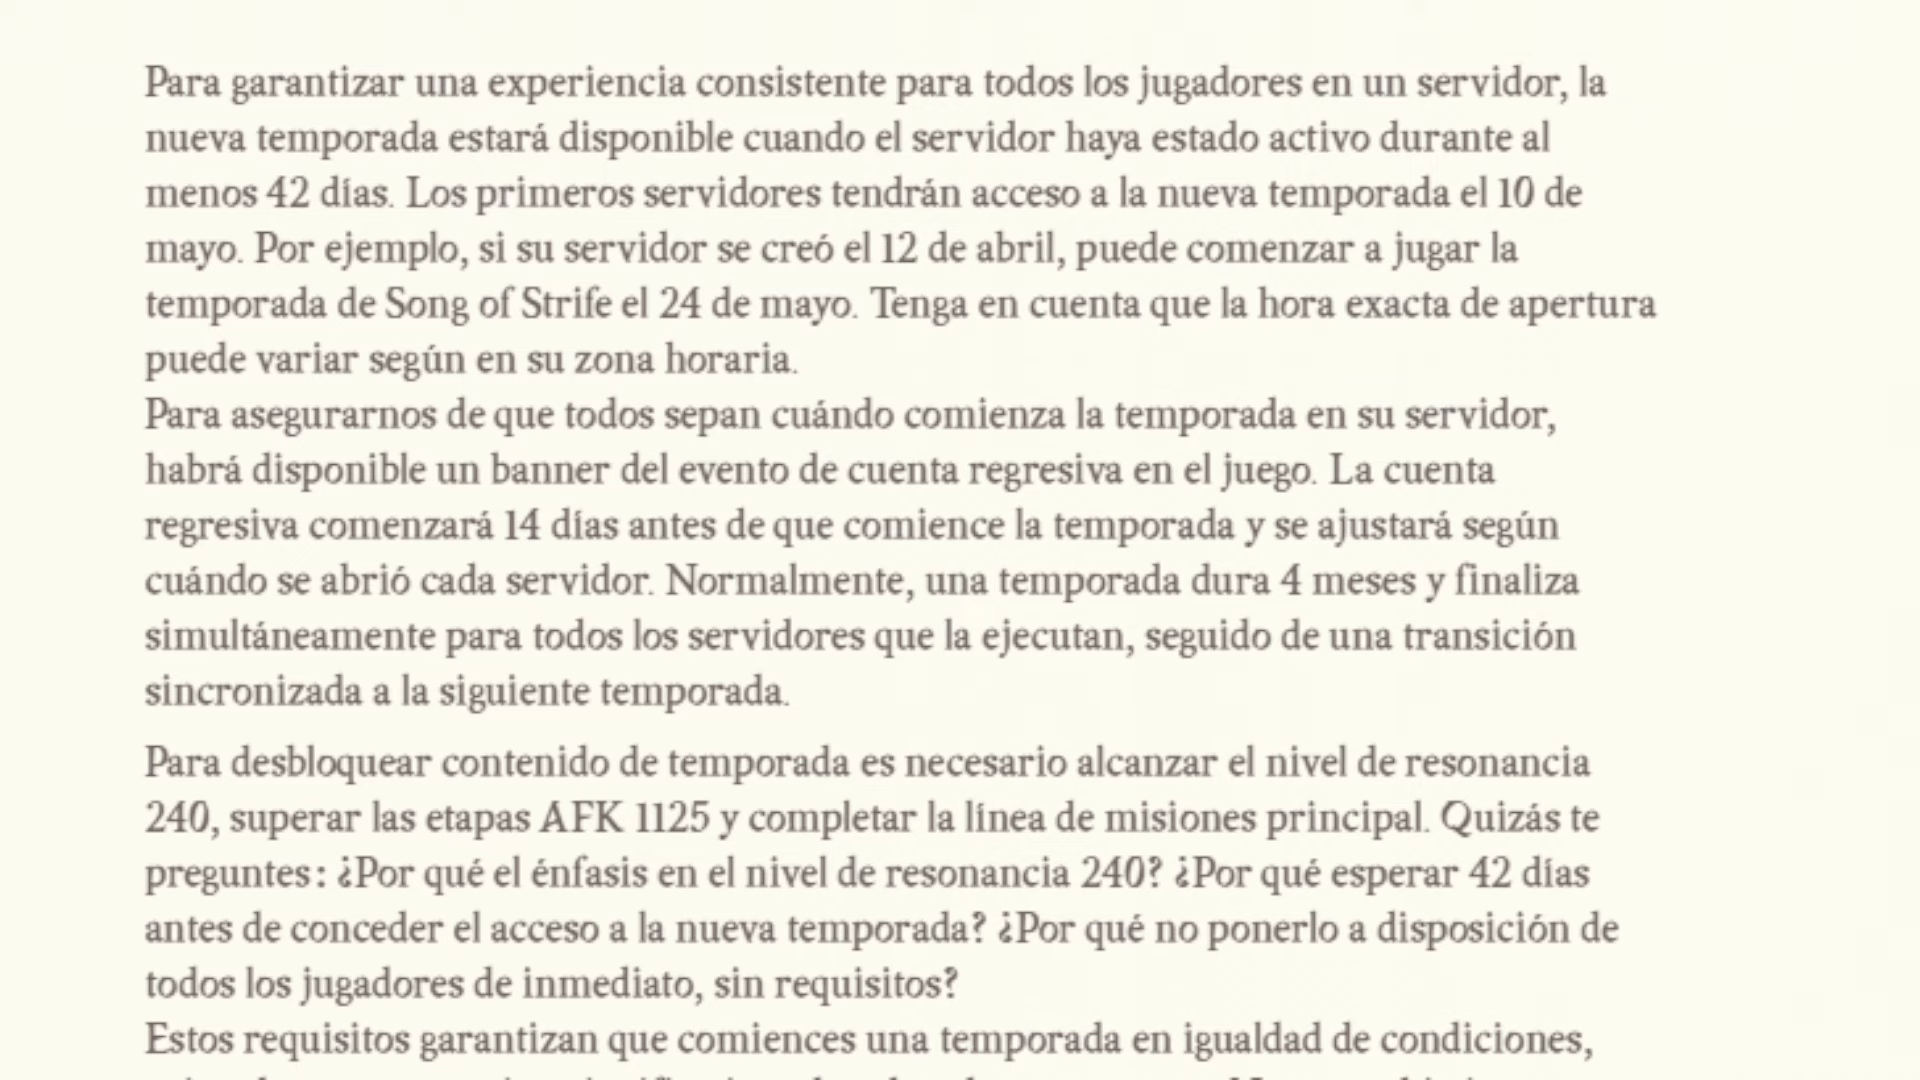 Para garantizar una experiencia consistente para todos los jugadores en un servidor, la
nueva temporada estará disponible cuando el servidor haya estado activo durante al
menos 42 días. Los primeros servidores tendrán acceso a la nueva temporada el 10 de
mayo. Por ejemplo, si su servidor se creó el 12 de abril, puede comenzar a jugar la
temporada de Song of Strife el 24 de mayo. Tenga en cuenta que la hora exacta de apertura
puede variar según en su zona horaria.
Para asegurarnos de que todos sepan cuándo comienza la temporada en su servidor,
habrá disponible un banner del evento de cuenta regresiva en el juego. La cuenta
regresiva comenzará 14 días antes de que comience la temporada y se ajustará según
cuándo se abrió cada servidor. Normalmente, una temporada dura 4 meses y finaliza
simultáneamente para todos los servidores que la ejecutan, seguido de una transición
sincronizada a la siguiente temporada.
Para desbloquear contenido de temporada es necesario alcanzar el nivel de resonancia
240, superar las etapas AFK 1125 y completar la línea de misiones principal. Quizás te
preguntes: ¿Por qué el énfasis en el nivel de resonancia 240? ¿Por qué esperar 42 días
antes de conceder el acceso a la nueva temporada? ¿Por qué no ponerlo a disposición de
todos los jugadores de inmediato, sin requisitos?
Estos requisitos garantizan que comiences una temporada en igualdad de condiciones,